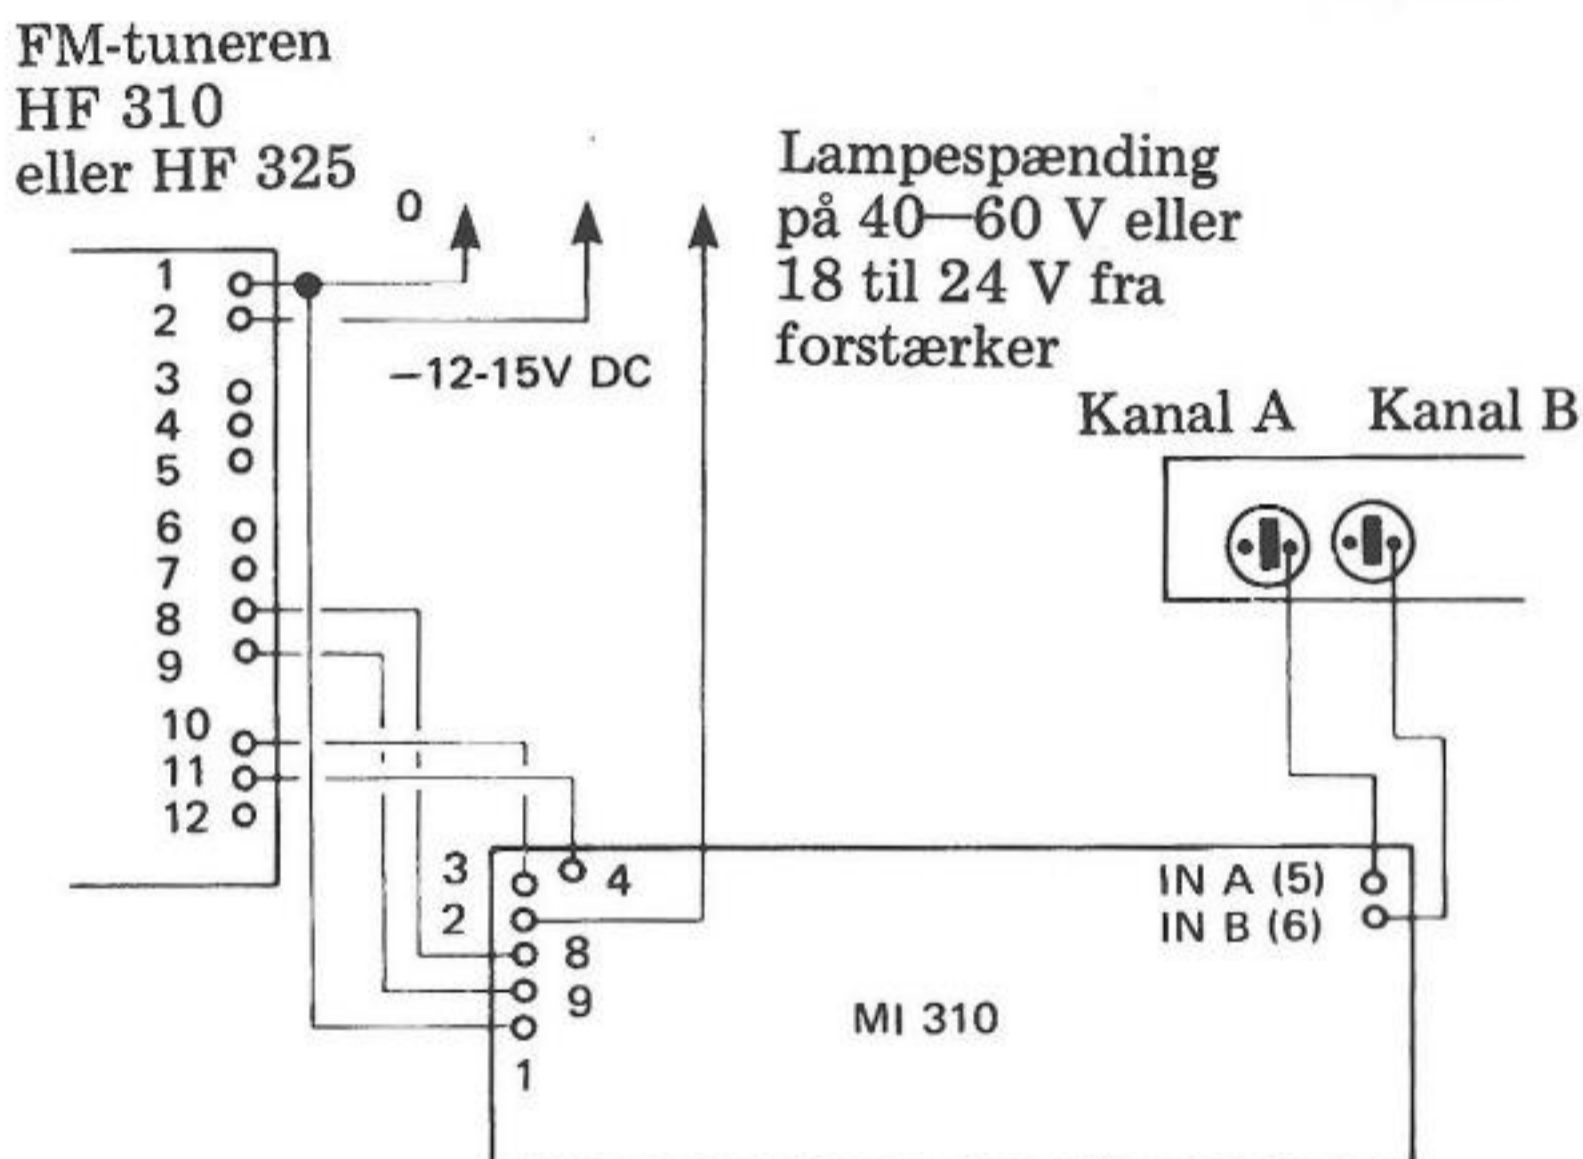 FM-tuneren
HF 310
eller HF 325
0
Lampespænding
på 40—60 V eller
18 til 24 V fra
forstærker
−12-15V DC
Kanal A
Kanal B
1
2
3
4
5
6
7
8
9
10
11
12
3
4
2
8
9
1
IN A (5)
IN B (6)
MI 310